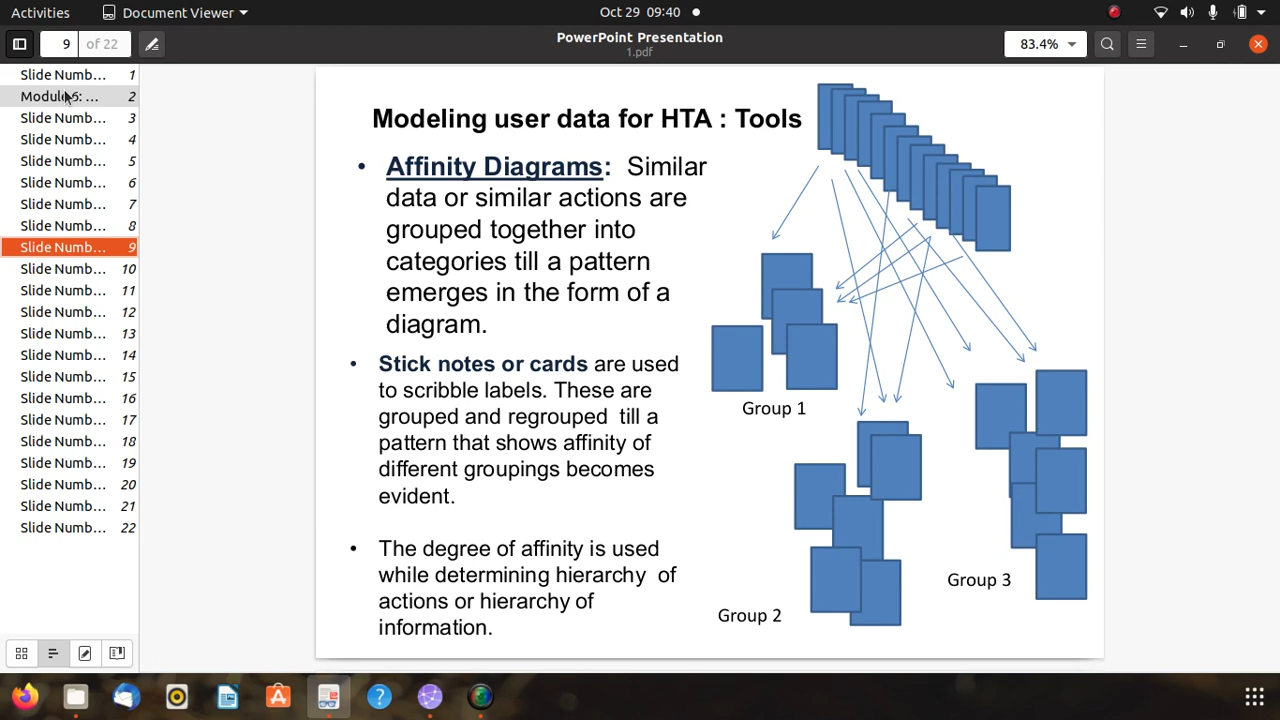 Activities
Document Viewer
Oct 29 09:40
9
of 22
PowerPoint Presentation
1.pdf
83.4%
Slide Numb... 1
Module5: ... 2
Slide Numb... 3
Slide Numb... 4
Slide Numb... 5
Slide Numb... 6
Slide Numb... 7
Slide Numb... 8
Slide Numb... 9
Slide Numb... 10
Slide Numb... 11
Slide Numb... 12
Slide Numb... 13
Slide Numb... 14
Slide Numb... 15
Slide Numb... 16
Slide Numb... 17
Slide Numb... 18
Slide Numb... 19
Slide Numb... 20
Slide Numb... 21
Slide Numb... 22
Modeling user data for HTA : Tools
• Affinity Diagrams: Similar
data or similar actions are
grouped together into
categories till a pattern
emerges in the form of a
diagram.
• Stick notes or cards are used
to scribble labels. These are
grouped and regrouped till a
pattern that shows affinity of
different groupings becomes
evident.
• The degree of affinity is used
while determining hierarchy of
actions or hierarchy of
information.
Group 1
Group 2
Group 3